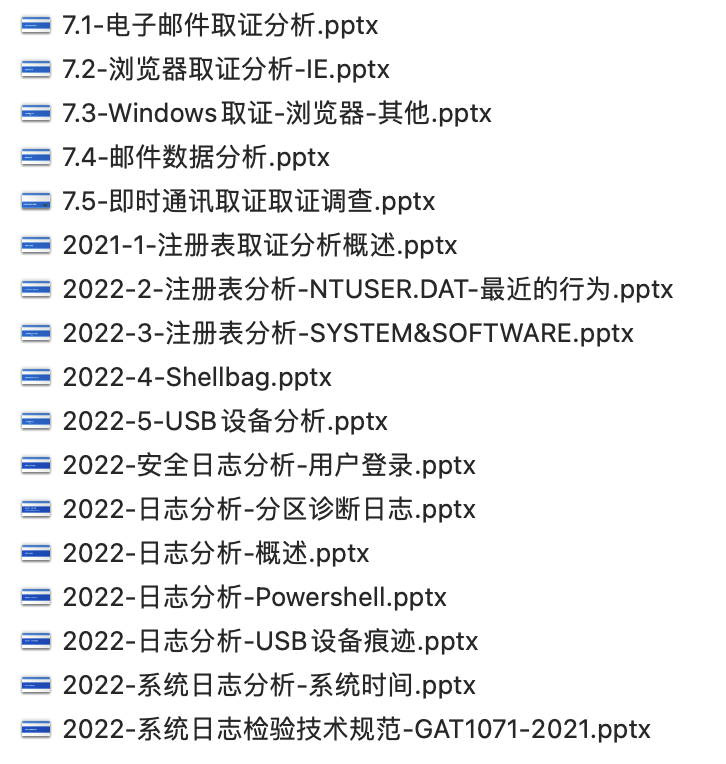 7.1-电子邮件取证分析.pptx
7.2-浏览器取证分析-IE.pptx
7.3-Windows取证-浏览器-其他.pptx
7.4-邮件数据分析.pptx
7.5-即时通讯取证取证调查.pptx
2021-1-注册表取证分析概述.pptx
2022-2-注册表分析-NTUSER.DAT-最近的行为.pptx
2022-3-注册表分析-SYSTEM&SOFTWARE.pptx
2022-4-Shellbag.pptx
2022-5-USB设备分析.pptx
2022-安全日志分析-用户登录.pptx
2022-日志分析-分区诊断日志.pptx
2022-日志分析-概述.pptx
2022-日志分析-Powershell.pptx
2022-日志分析-USB设备痕迹.pptx
2022-系统日志分析-系统时间.pptx
2022-系统日志检验技术规范-GAT1071-2021.pptx